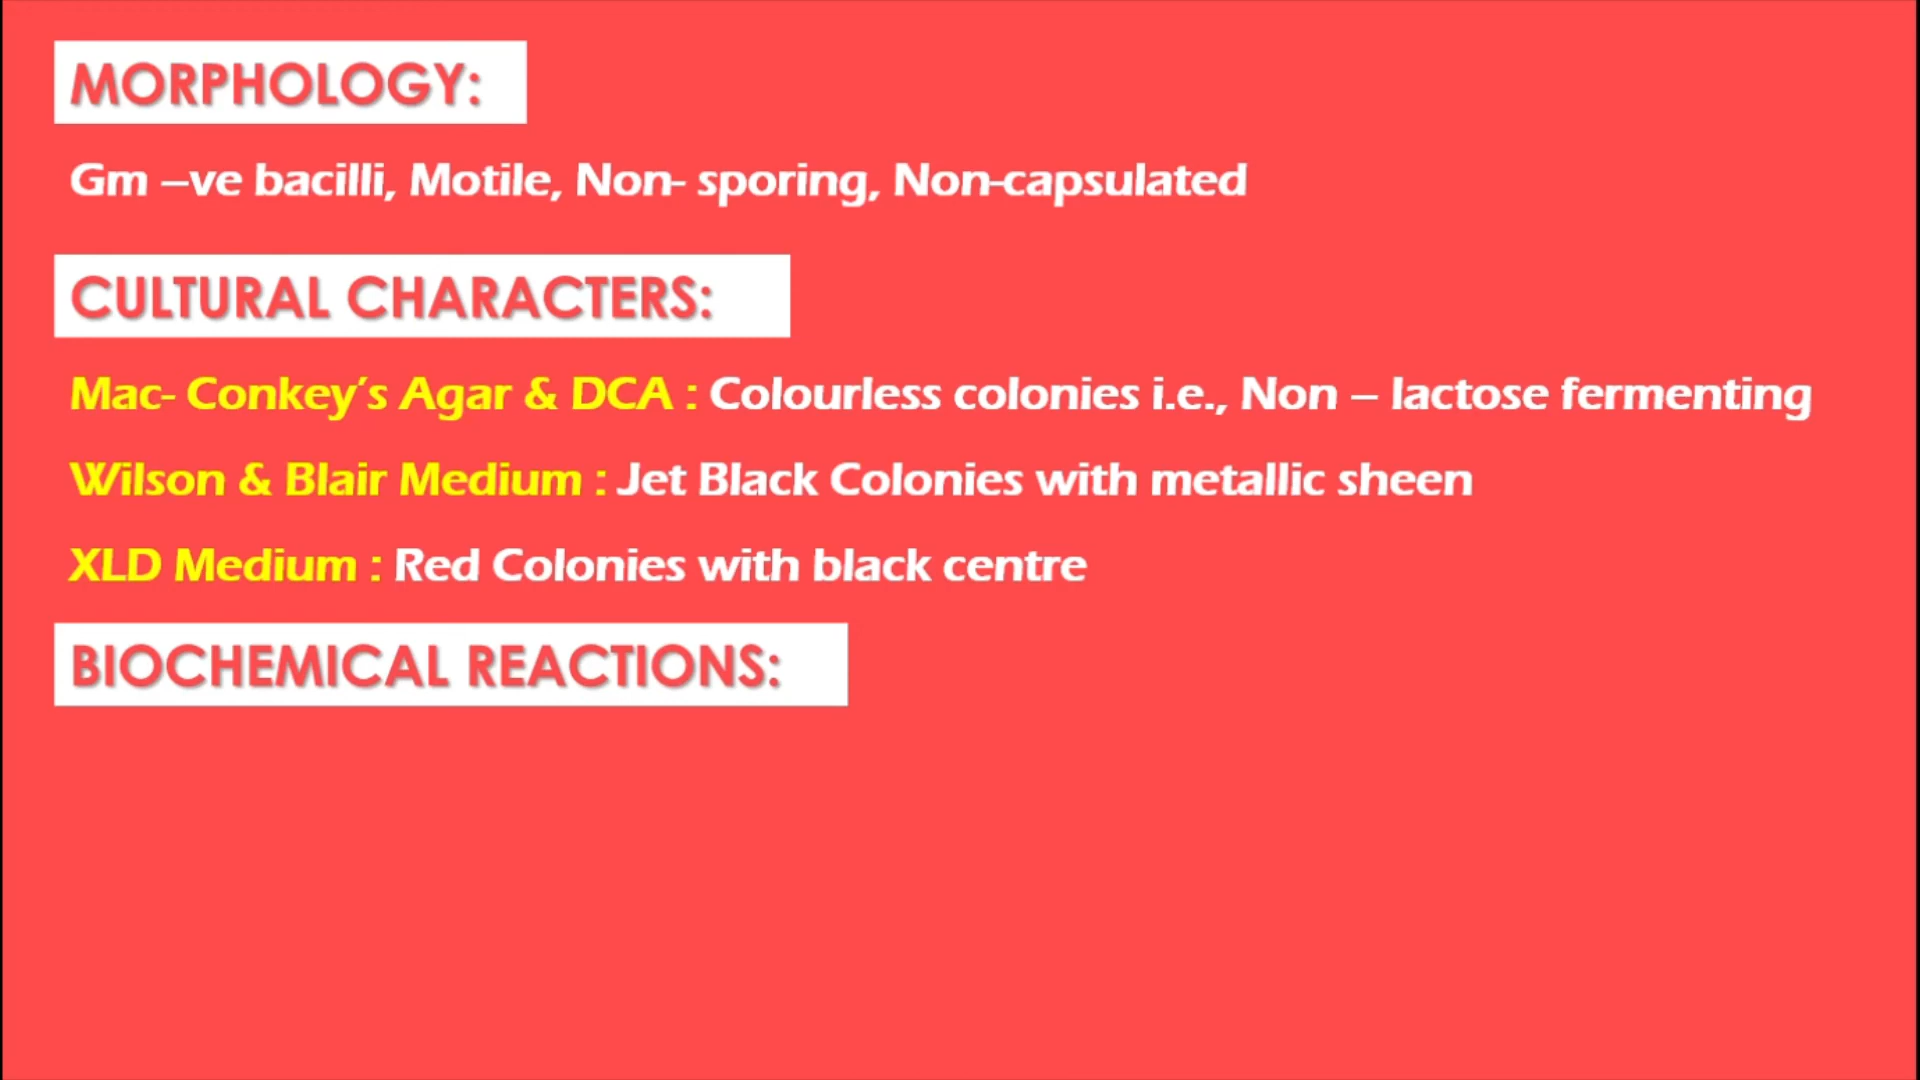 MORPHOLOGY:
Gm –ve bacilli, Motile, Non- sporing, Non-capsulated
CULTURAL CHARACTERS:
Mac- Conkey’s Agar & DCA : Colourless colonies i.e., Non – lactose fermenting
Wilson & Blair Medium : Jet Black Colonies with metallic sheen
XLD Medium : Red Colonies with black centre
BIOCHEMICAL REACTIONS: